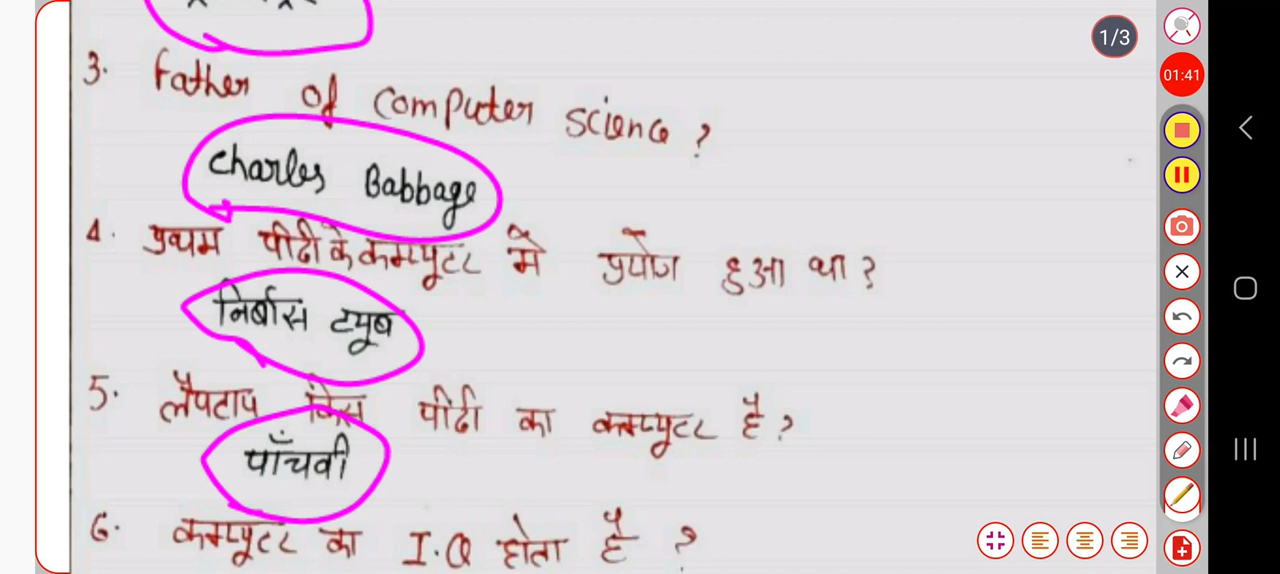 3. Father of computer science?
Charles Babbage
4. प्रथम पीढी के कम्प्यूटर में प्रयोग हुआ था?
निर्वास ट्यूब
5. लैपटाप किस पीढी का कम्प्यूटर है?
पाँचवी
6. कम्प्यूटर का I.Q होता है ?
1/3
01:41